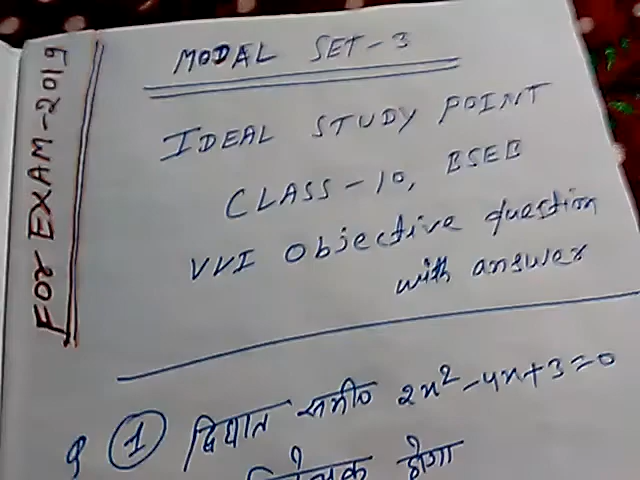 FOR EXAM-2019
MODAL SET-3
IDEAL STUDY POINT
CLASS-10, BSEB
VVI Objective question
with answer
Q (1) द्विघात समी० 2x²-4x+3=0
होगा